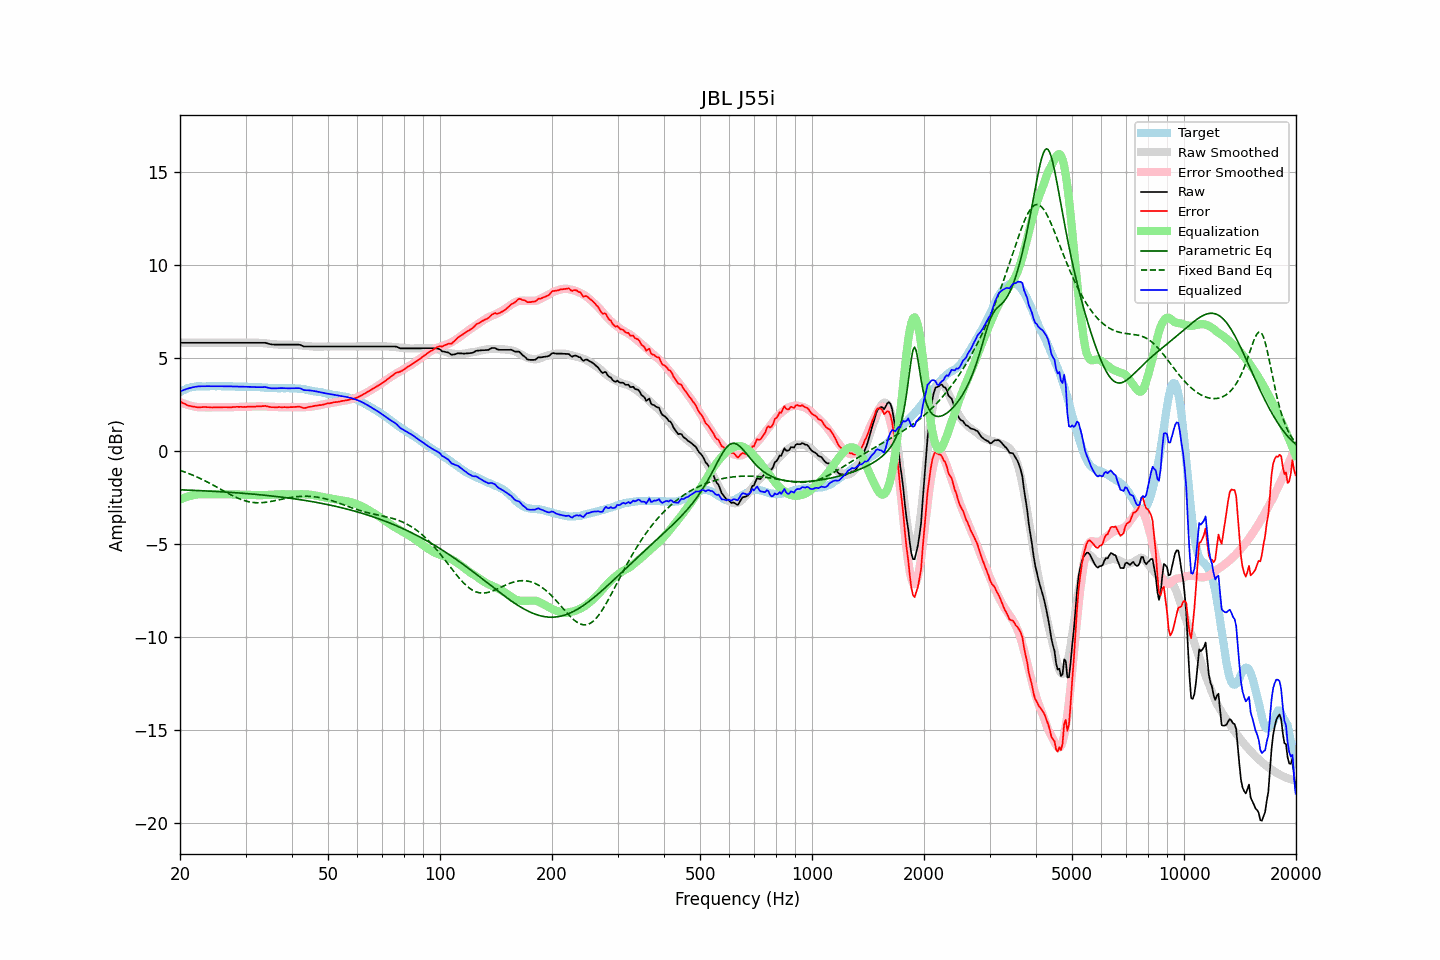 JBL J55i
Amplitude (dBr)
15
10
5
0
−5
−10
−15
−20
Target
Raw Smoothed
Error Smoothed
Raw
Error
Equalization
Parametric Eq
Fixed Band Eq
Equalized
20 50 100 200 500 1000 2000 5000 10000 20000
Frequency (Hz)